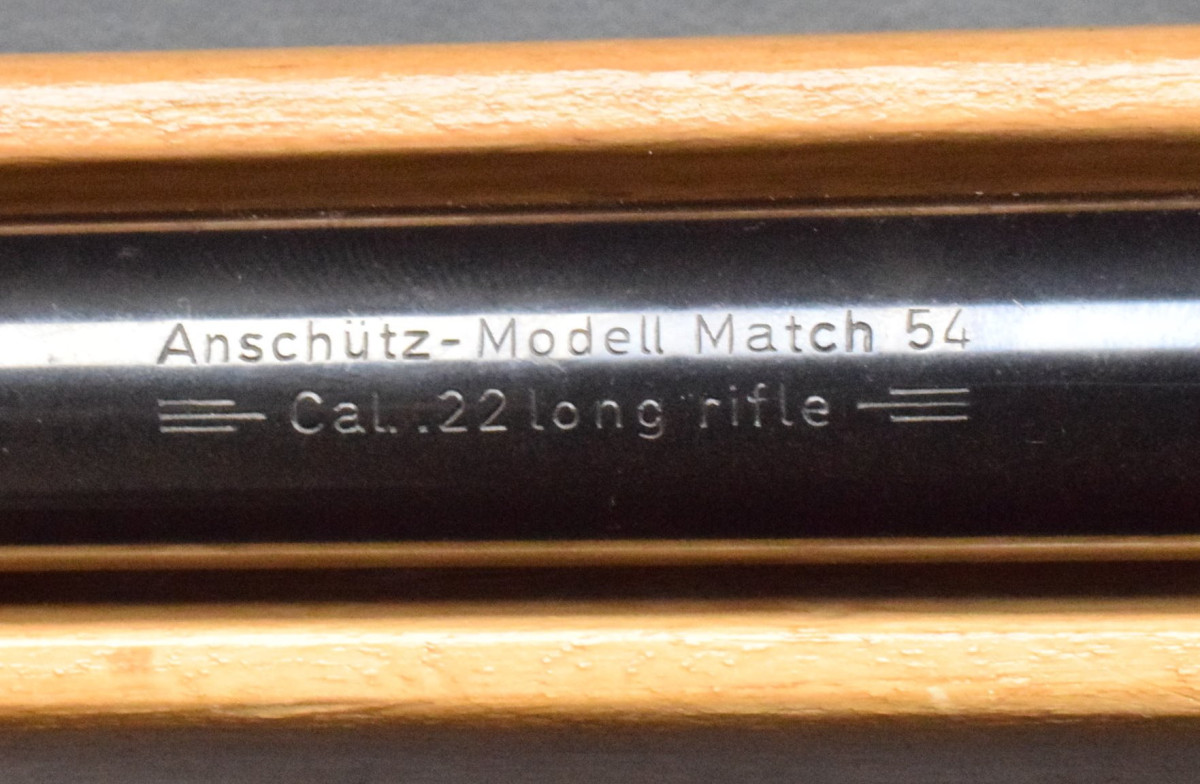 Anschütz-Modell Match 54
Cal. .22 long rifle